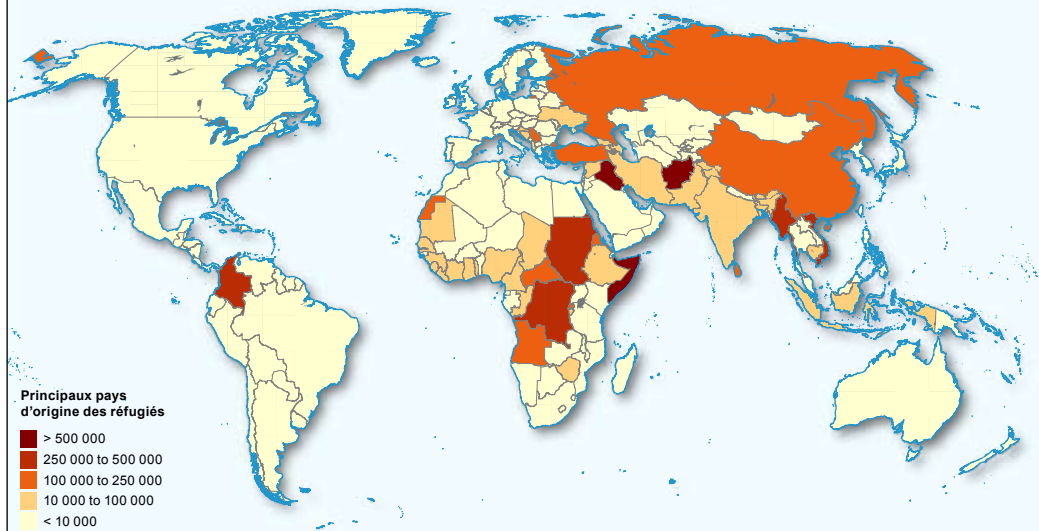 Principaux pays
d'origine des réfugiés
> 500 000
250 000 to 500 000
100 000 to 250 000
10 000 to 100 000
< 10 000